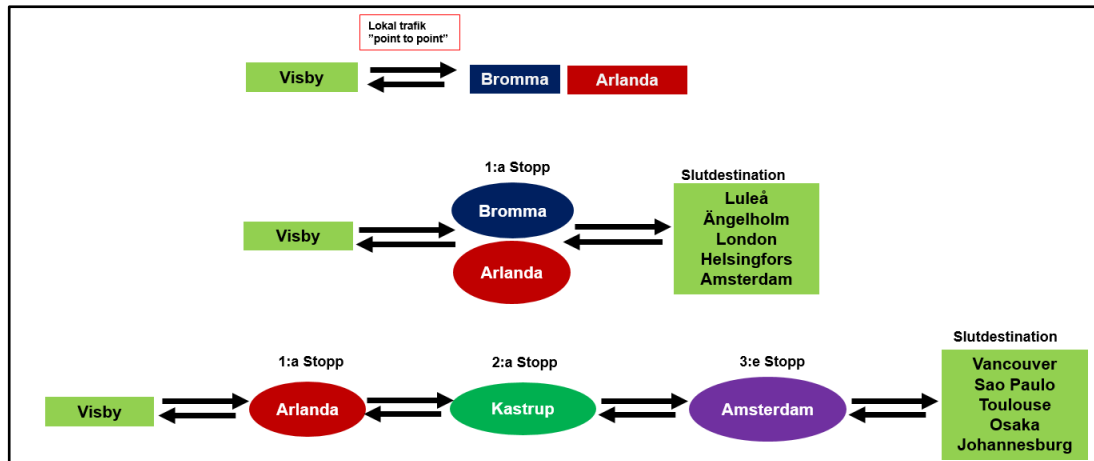 Lokal trafik
”point to point”
Visby
Bromma
Arlanda
1:a Stopp
Slutdestination
Visby
Bromma
Arlanda
Luleå
Ängelholm
London
Helsingfors
Amsterdam
1:a Stopp
2:a Stopp
3:e Stopp
Slutdestination
Visby
Arlanda
Kastrup
Amsterdam
Vancouver
Sao Paulo
Toulouse
Osaka
Johannesburg